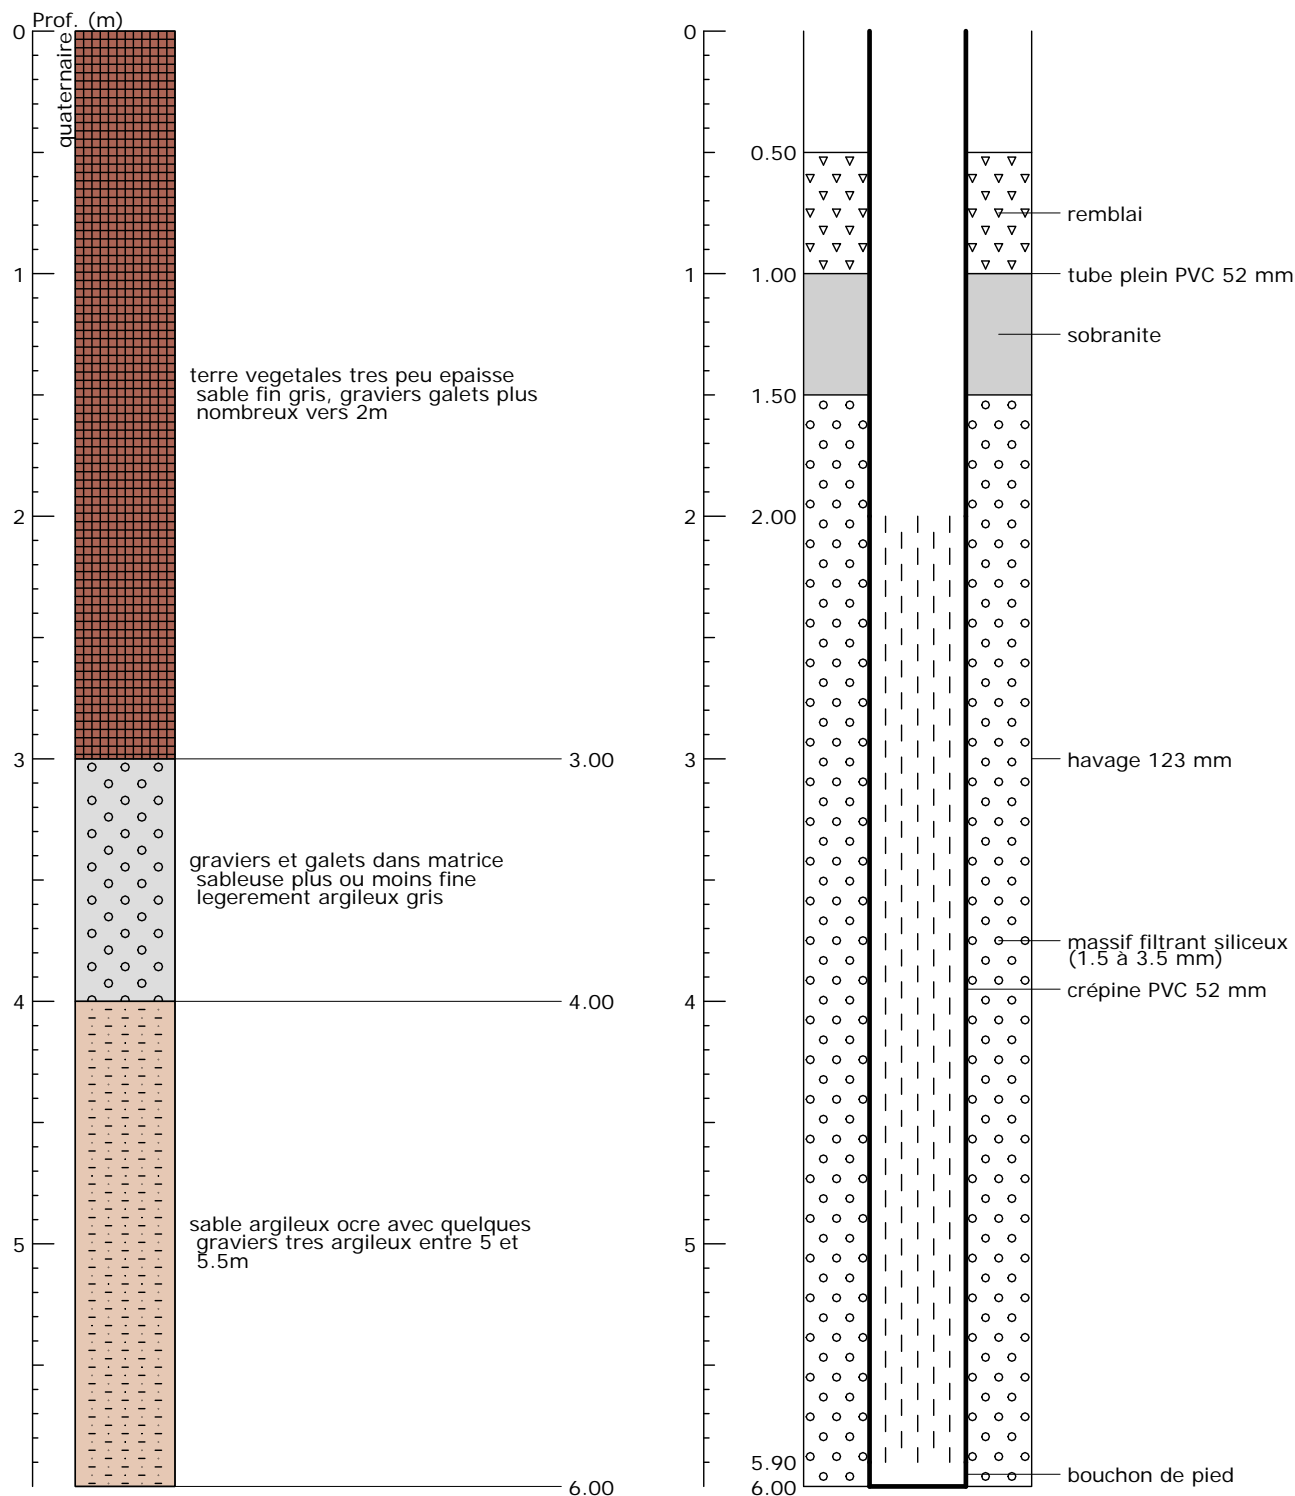 Prof. (m)
quaternaire
0
1
2
3
4
5
terre vegetales tres peu epaisse
sable fin gris, graviers galets plus
nombreux vers 2m
3.00
graviers et galets dans matrice
sableuse plus ou moins fine
legerement argileux gris
4.00
sable argileux ocre avec quelques
graviers tres argileux entre 5 et
5.5m
6.00
0
1
2
3
4
5
0.50
1.00
1.50
2.00
5.90
6.00
remblai
tube plein PVC 52 mm
sobranite
havage 123 mm
massif filtrant siliceux
(1.5 à 3.5 mm)
crépine PVC 52 mm
bouchon de pied